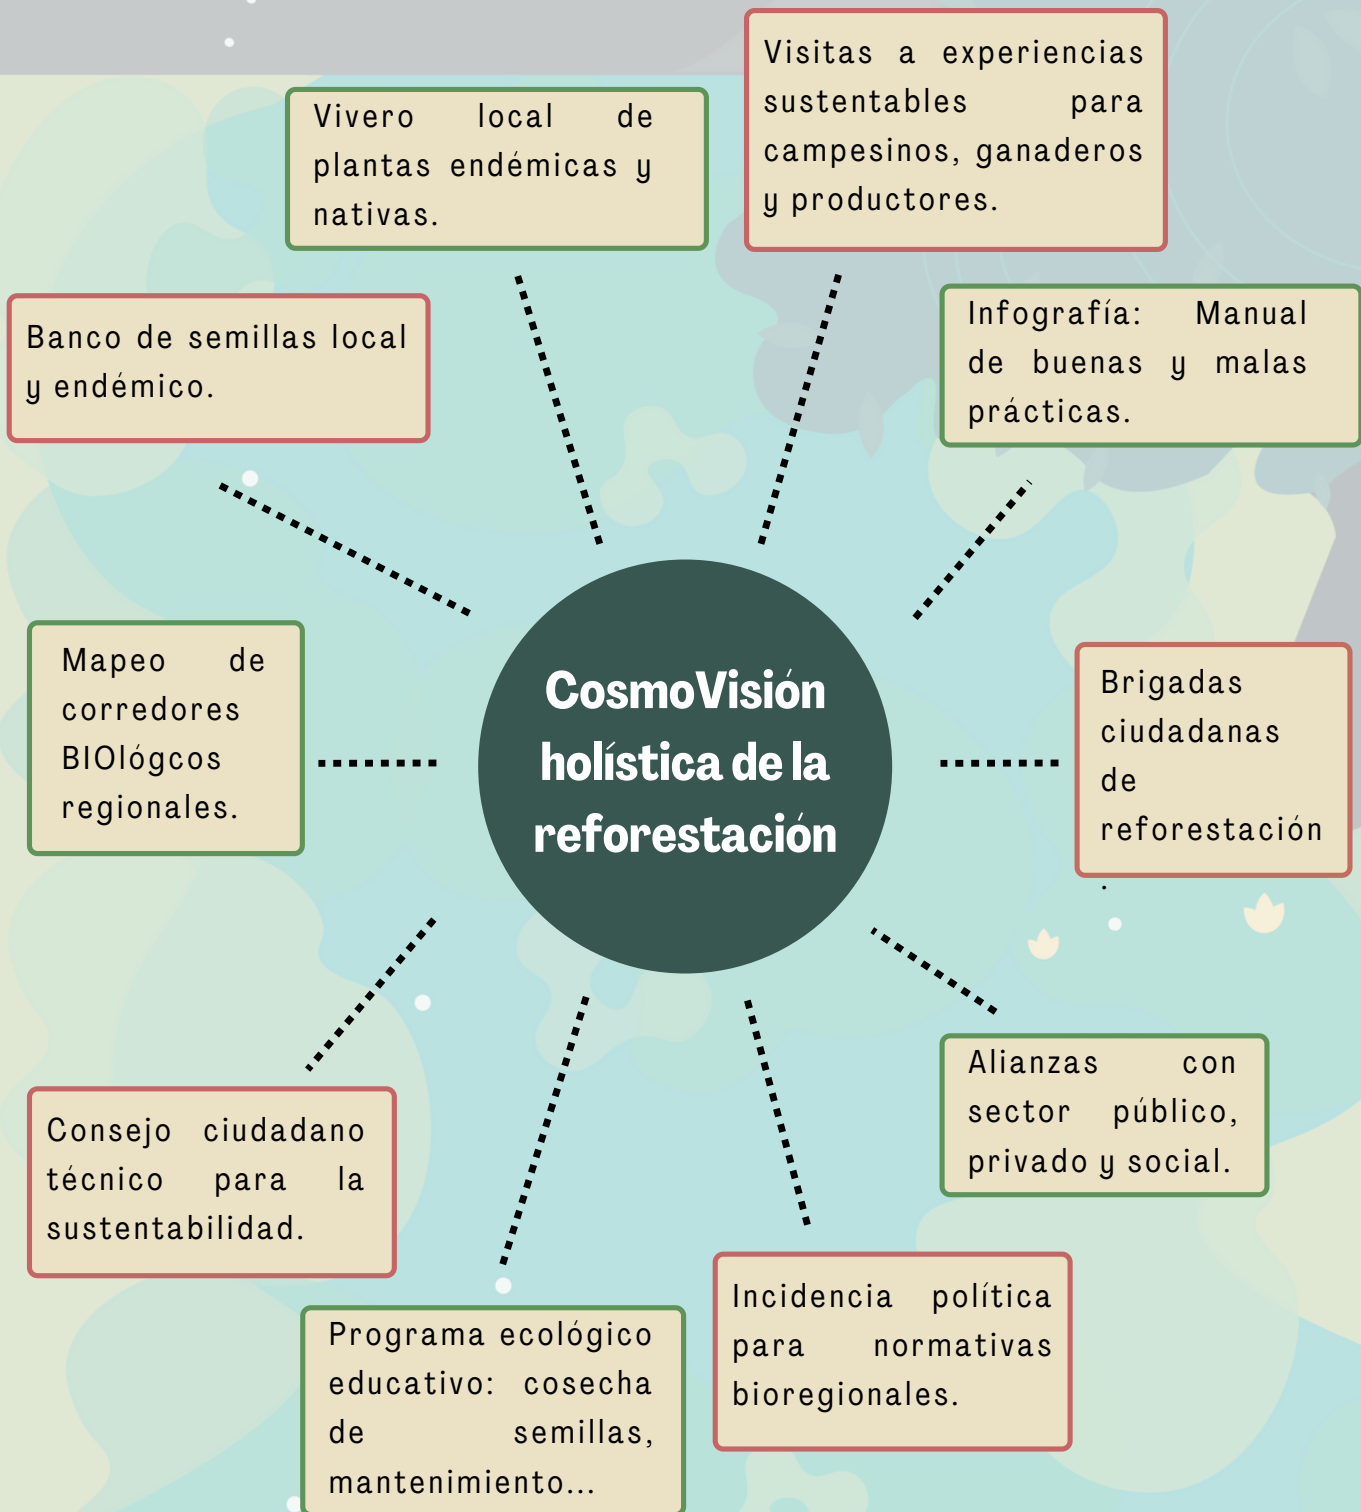 Visitas a experiencias
sustentables para
campesinos, ganaderos
y productores.
Vivero local de
plantas endémicas y
nativas.
Infografía: Manual
de buenas y malas
prácticas.
Banco de semillas local
y endémico.
Mapeo de
corredores
BIOlógcos
regionales.
CosmoVisión
holística de la
reforestación
Brigadas
ciudadanas
de
reforestación
.
Alianzas con
sector público,
privado y social.
Consejo ciudadano
técnico para la
sustentabilidad.
Incidencia política
para normativas
bioregionales.
Programa ecológico
educativo: cosecha
de semillas,
mantenimiento...